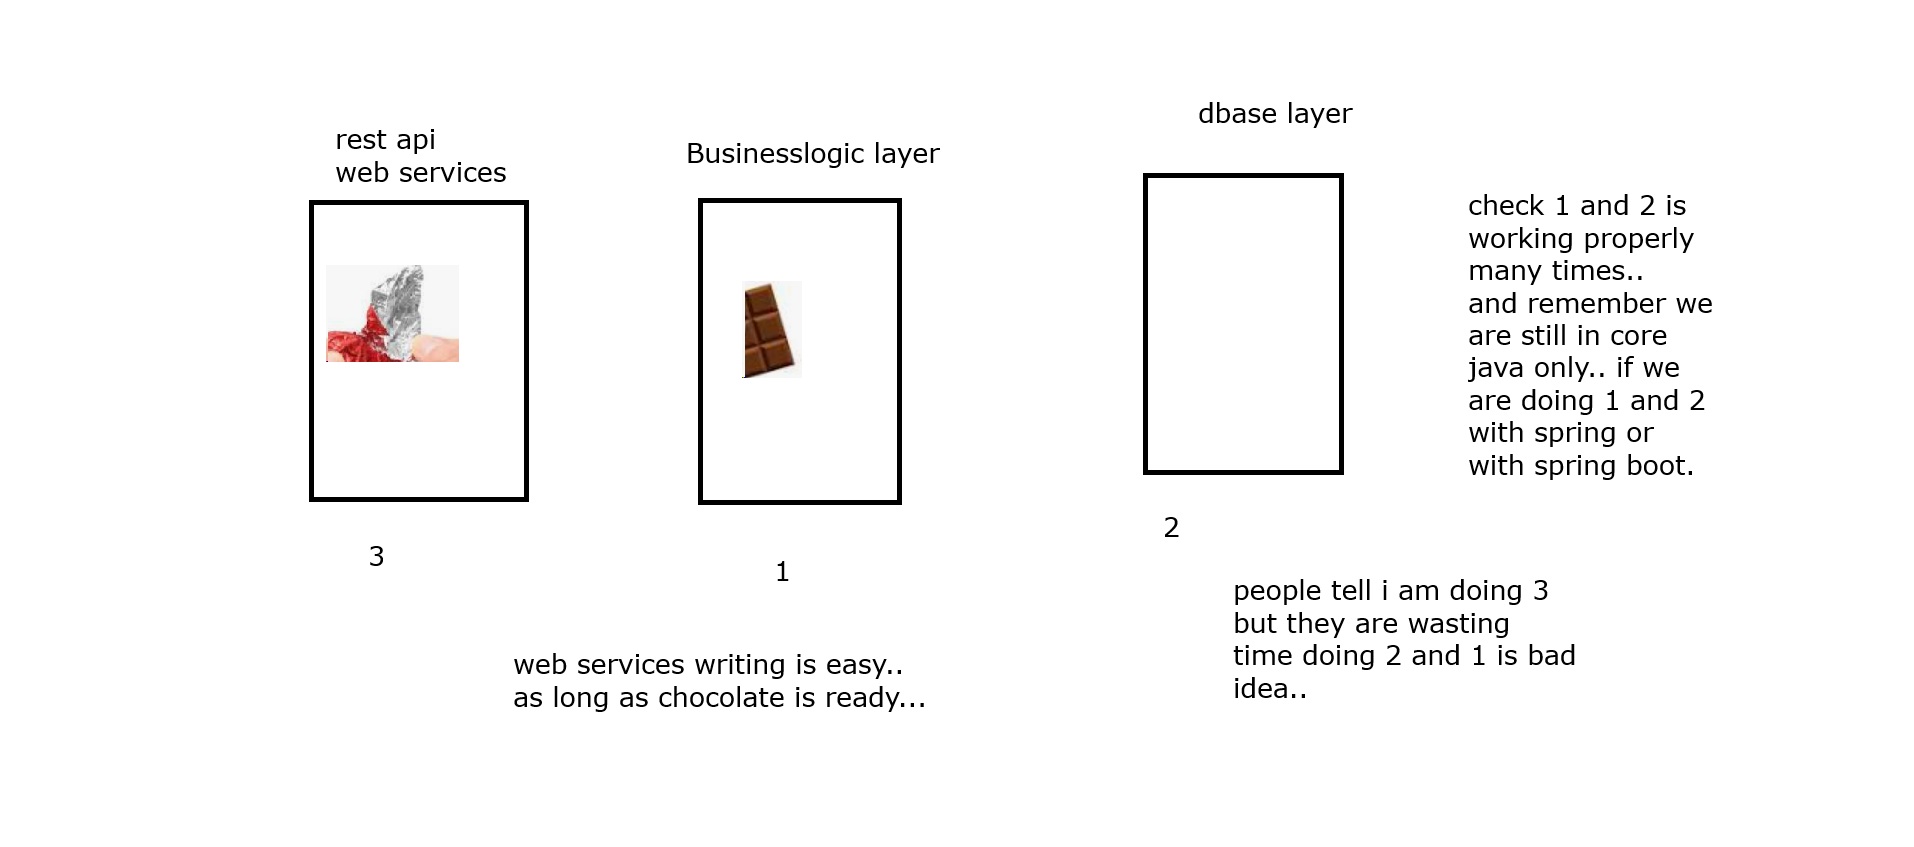 rest api
web services
Businesslogic layer
dbase layer
check 1 and 2 is
working properly
many times..
and remember we
are still in core
java only.. if we
are doing 1 and 2
with spring or
with spring boot.
3
1
2
people tell i am doing 3
but they are wasting
time doing 2 and 1 is bad
idea..
web services writing is easy..
as long as chocolate is ready...